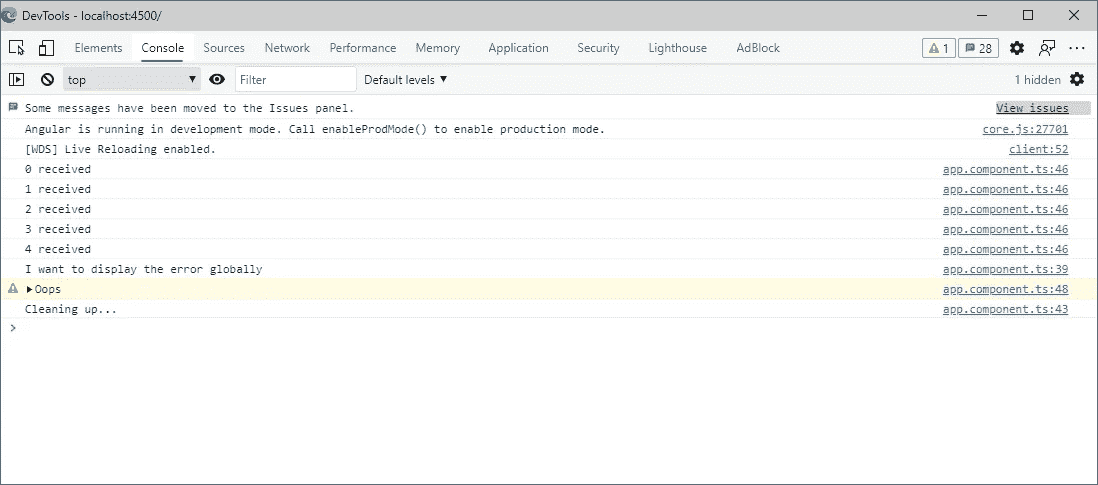 DevTools - localhost:4500/
Elements Console Sources Network Performance Memory Application Security Lighthouse AdBlock 1 28
top Filter Default levels 1 hidden
Some messages have been moved to the Issues panel. View issues
Angular is running in development mode. Call enableProdMode() to enable production mode. core.js:27701
[WDS] Live Reloading enabled. client:52
0 received app.component.ts:46
1 received app.component.ts:46
2 received app.component.ts:46
3 received app.component.ts:46
4 received app.component.ts:46
I want to display the error globally app.component.ts:39
Oops app.component.ts:48
Cleaning up... app.component.ts:43